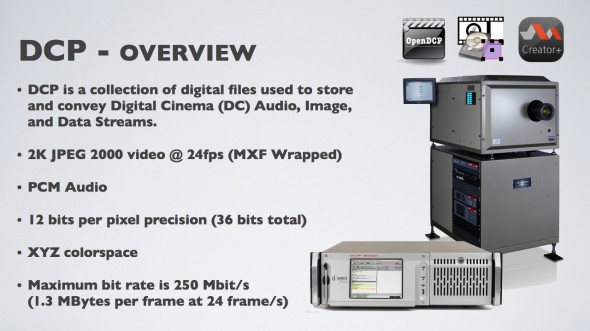 OpenDCP
Creator+
DCP - OVERVIEW
• DCP is a collection of digital files used to store
and convey Digital Cinema (DC) Audio, Image,
and Data Streams.
• 2K JPEG 2000 video @ 24fps (MXF Wrapped)
• PCM Audio
• 12 bits per pixel precision (36 bits total)
• XYZ colorspace
• Maximum bit rate is 250 Mbit/s
(1.3 MBytes per frame at 24 frame/s)